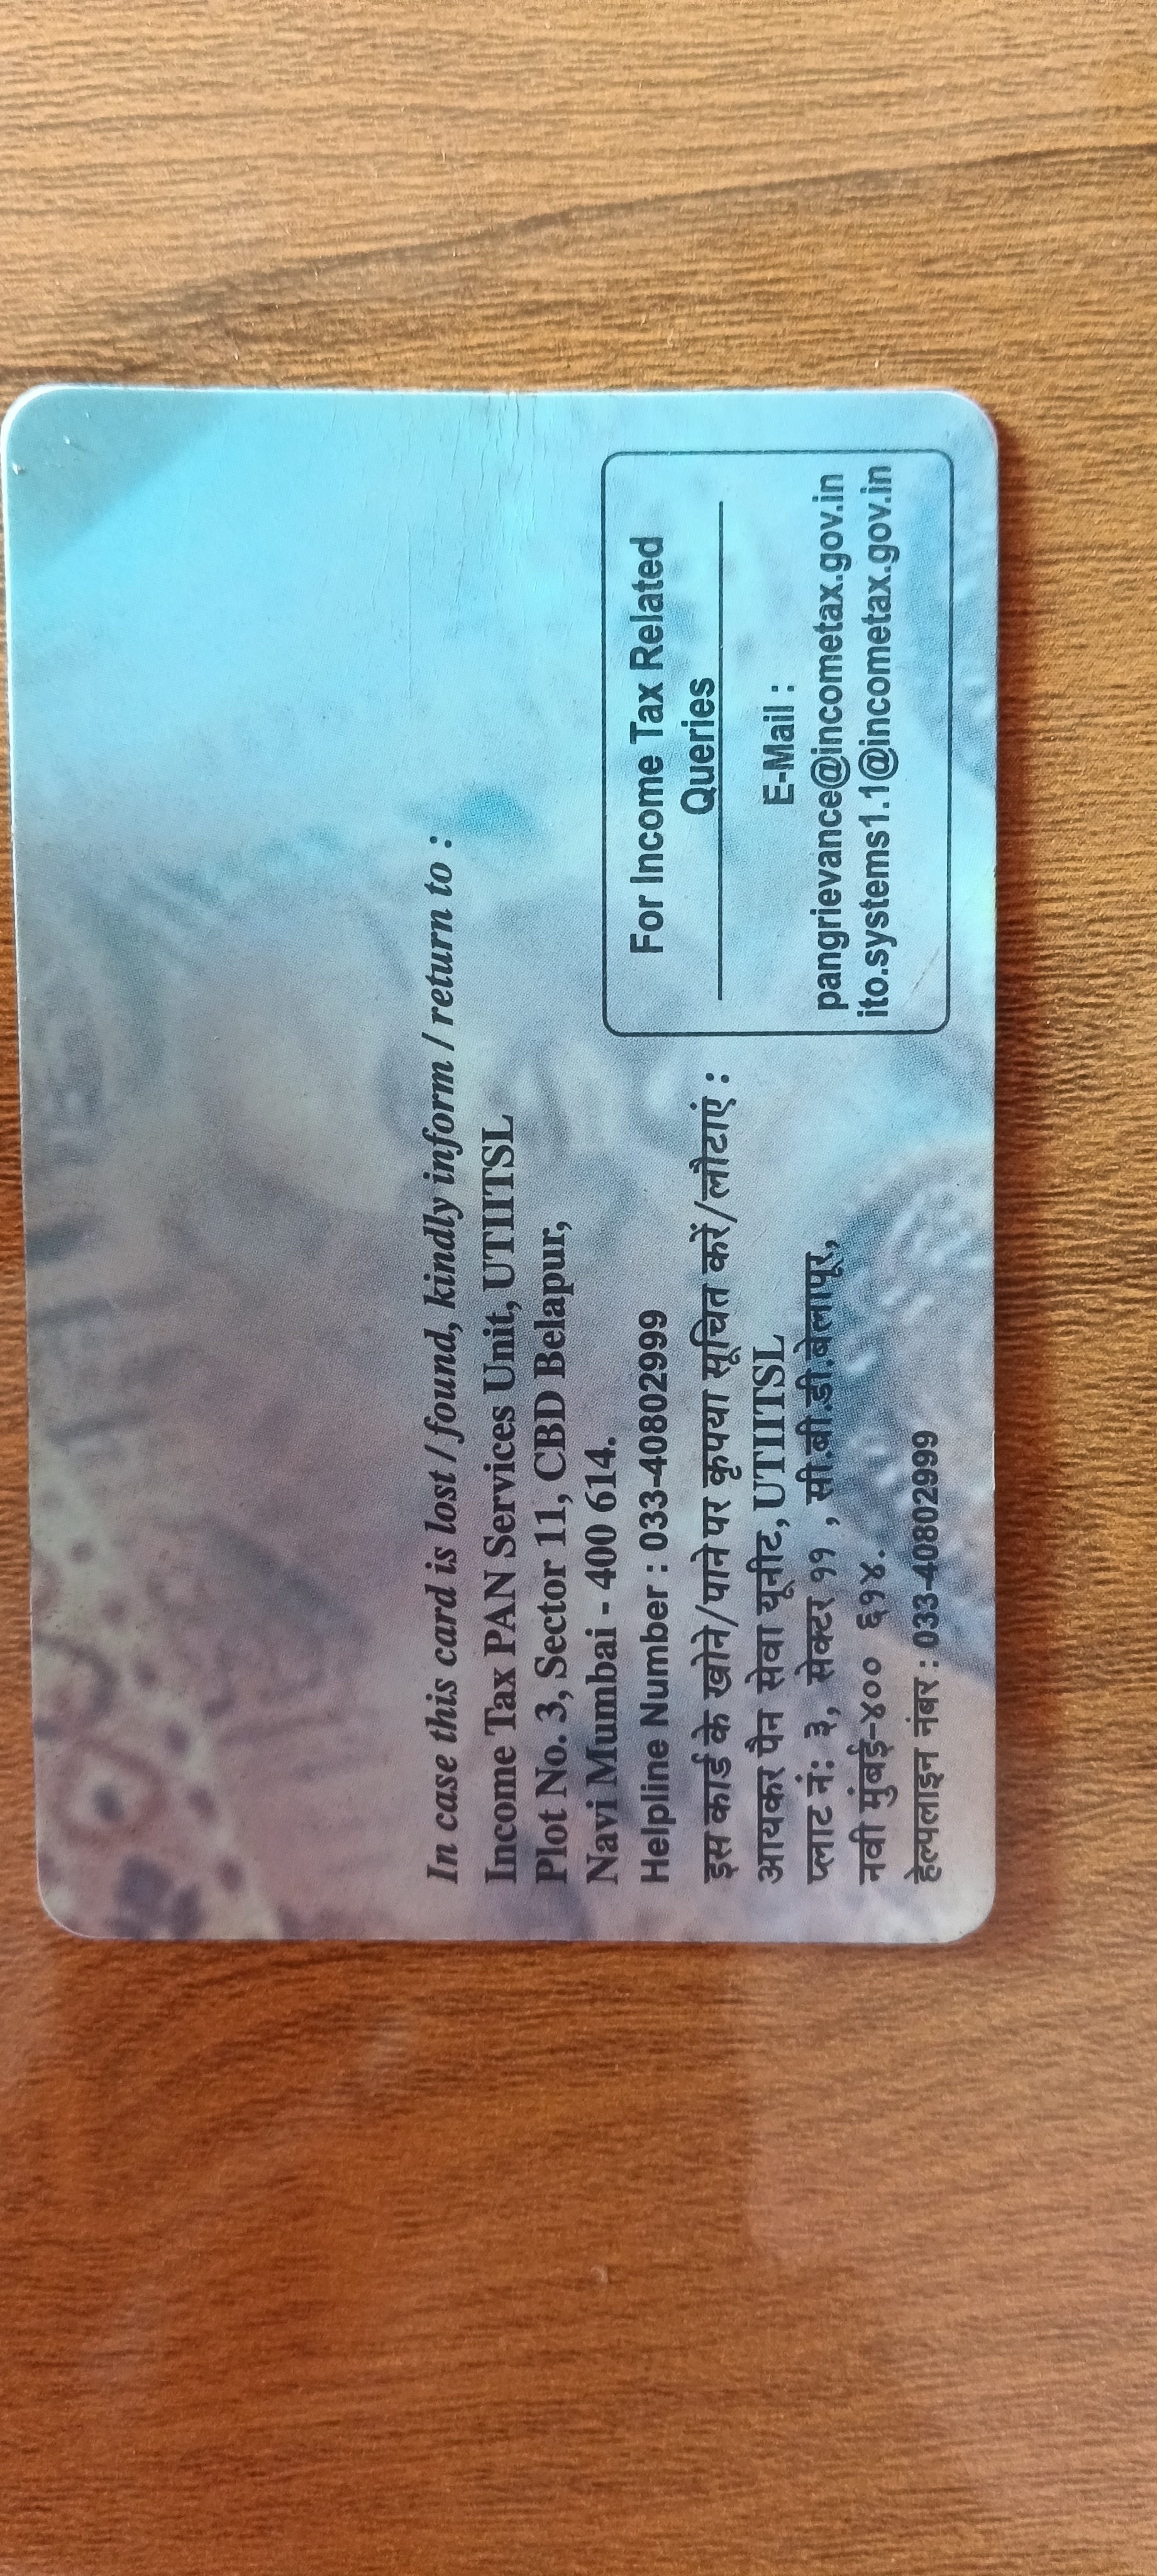 In case this card is lost / found, kindly inform / return to :
Income Tax PAN Services Unit, UTIITSL
Plot No. 3, Sector 11, CBD Belapur,
Navi Mumbai - 400 614.
Helpline Number : 033-40802999
इस कार्ड के खोने/पाने पर कृपया सूचित करें/लौटाएं :
आयकर पैन सेवा यूनीट, UTIITSL
प्लाट नं: ३, सेक्टर ११ , सी.बी.डी.बेलापूर,
नवी मुंबई-४०० ६१४.
हेल्पलाइन नंबर : 033-40802999
For Income Tax Related
Queries
E-Mail :
pangrievance@incometax.gov.in
ito.systems1.1@incometax.gov.in